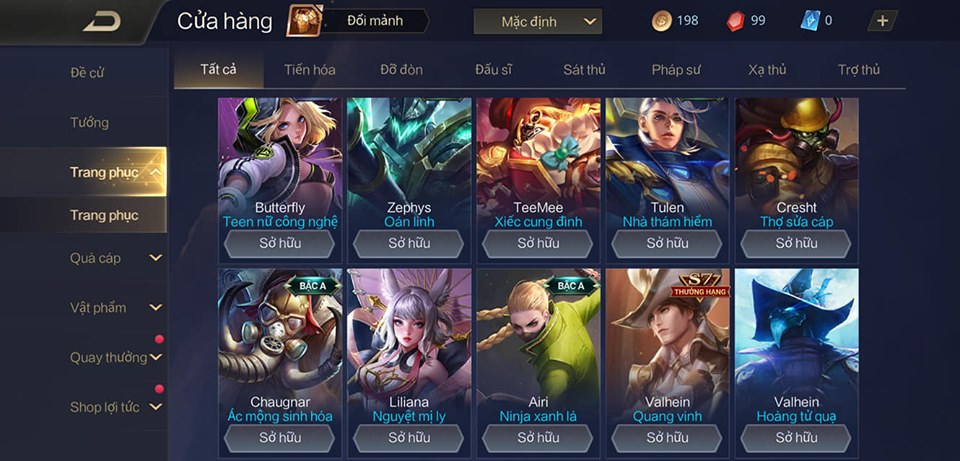 Cửa hàng
Đổi mảnh
Mặc định
198
99
0
Đề cử
Tướng
Trang phục
Trang phục
Quà cáp
Vật phẩm
Quay thưởng
Shop lợi tức
Tất cả
Tiến hóa
Đỡ đòn
Đấu sĩ
Sát thủ
Pháp sư
Xạ thủ
Trợ thủ
Butterfly
Teen nữ công nghệ
Sở hữu
Zephys
Oán linh
Sở hữu
TeeMee
Xiếc cung đình
Sở hữu
Tulen
Nhà thám hiểm
Sở hữu
Cresht
Thợ sửa cáp
Sở hữu
BẬC A
Chaugnar
Ác mộng sinh hóa
Sở hữu
Liliana
Nguyệt mị ly
Sở hữu
BẬC A
Airi
Ninja xanh lá
Sở hữu
S77
THƯỞNG HẠNG
Valhein
Quang vinh
Sở hữu
Valhein
Hoàng tử quạ
Sở hữu